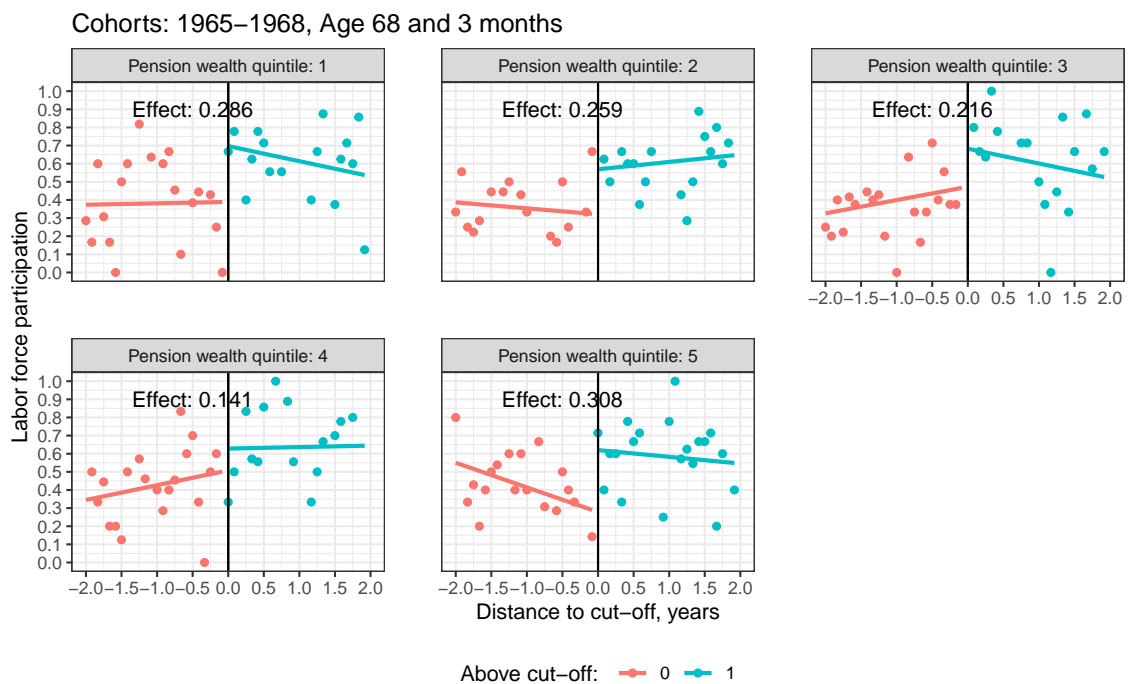 Cohorts: 1965−1968, Age 68 and 3 months
Pension wealth quintile: 1
Pension wealth quintile: 2
Pension wealth quintile: 3
Effect: 0.286
Effect: 0.259
Effect: 0.216
1.0
0.9
0.8
0.7
0.6
0.5
0.4
0.3
0.2
0.1
0.0
−2.0 −1.5 −1.0 −0.5 0.0 0.5 1.0 1.5 2.0
Labor force participation
Pension wealth quintile: 4
Pension wealth quintile: 5
Effect: 0.141
Effect: 0.308
1.0
0.9
0.8
0.7
0.6
0.5
0.4
0.3
0.2
0.1
0.0
−2.0 −1.5 −1.0 −0.5 0.0 0.5 1.0 1.5 2.0
−2.0 −1.5 −1.0 −0.5 0.0 0.5 1.0 1.5 2.0
Distance to cut−off, years
Above cut−off: 0 1